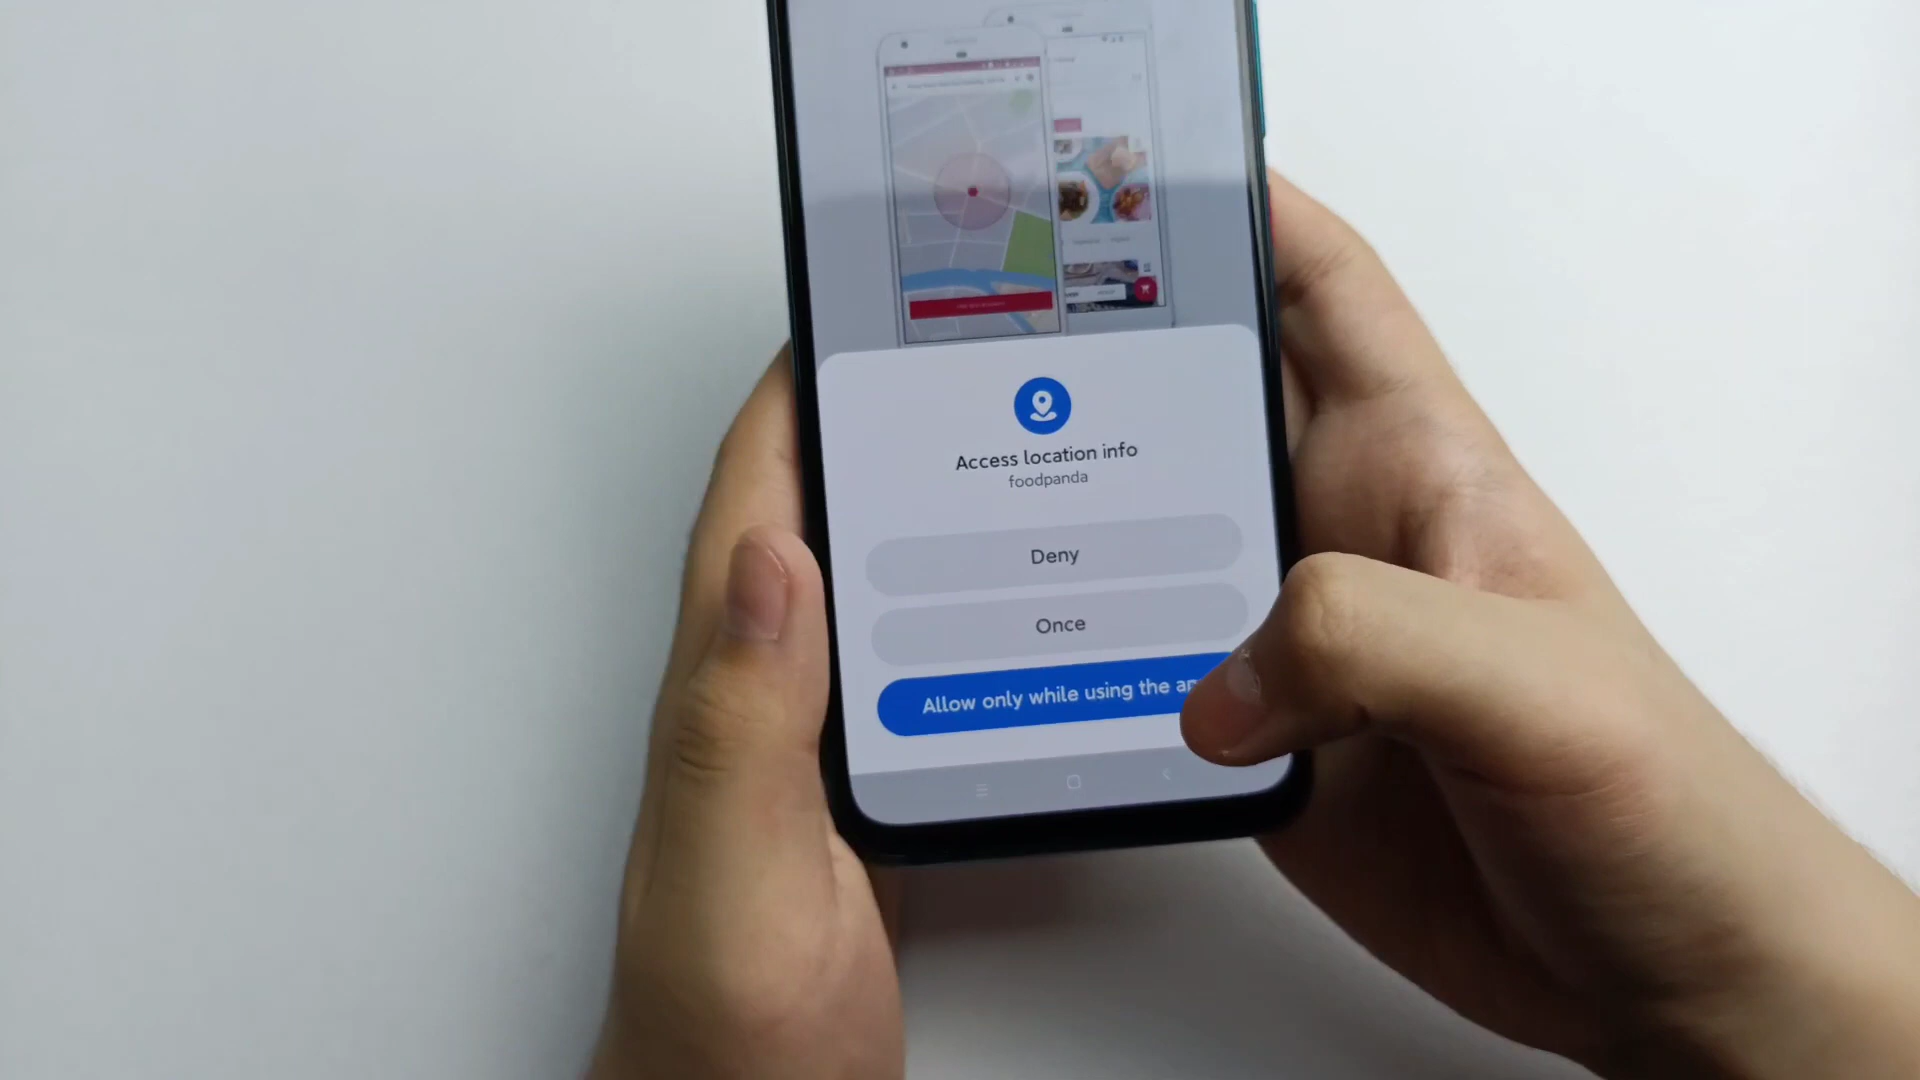 Access location info
foodpanda
Deny
Once
Allow only while using the